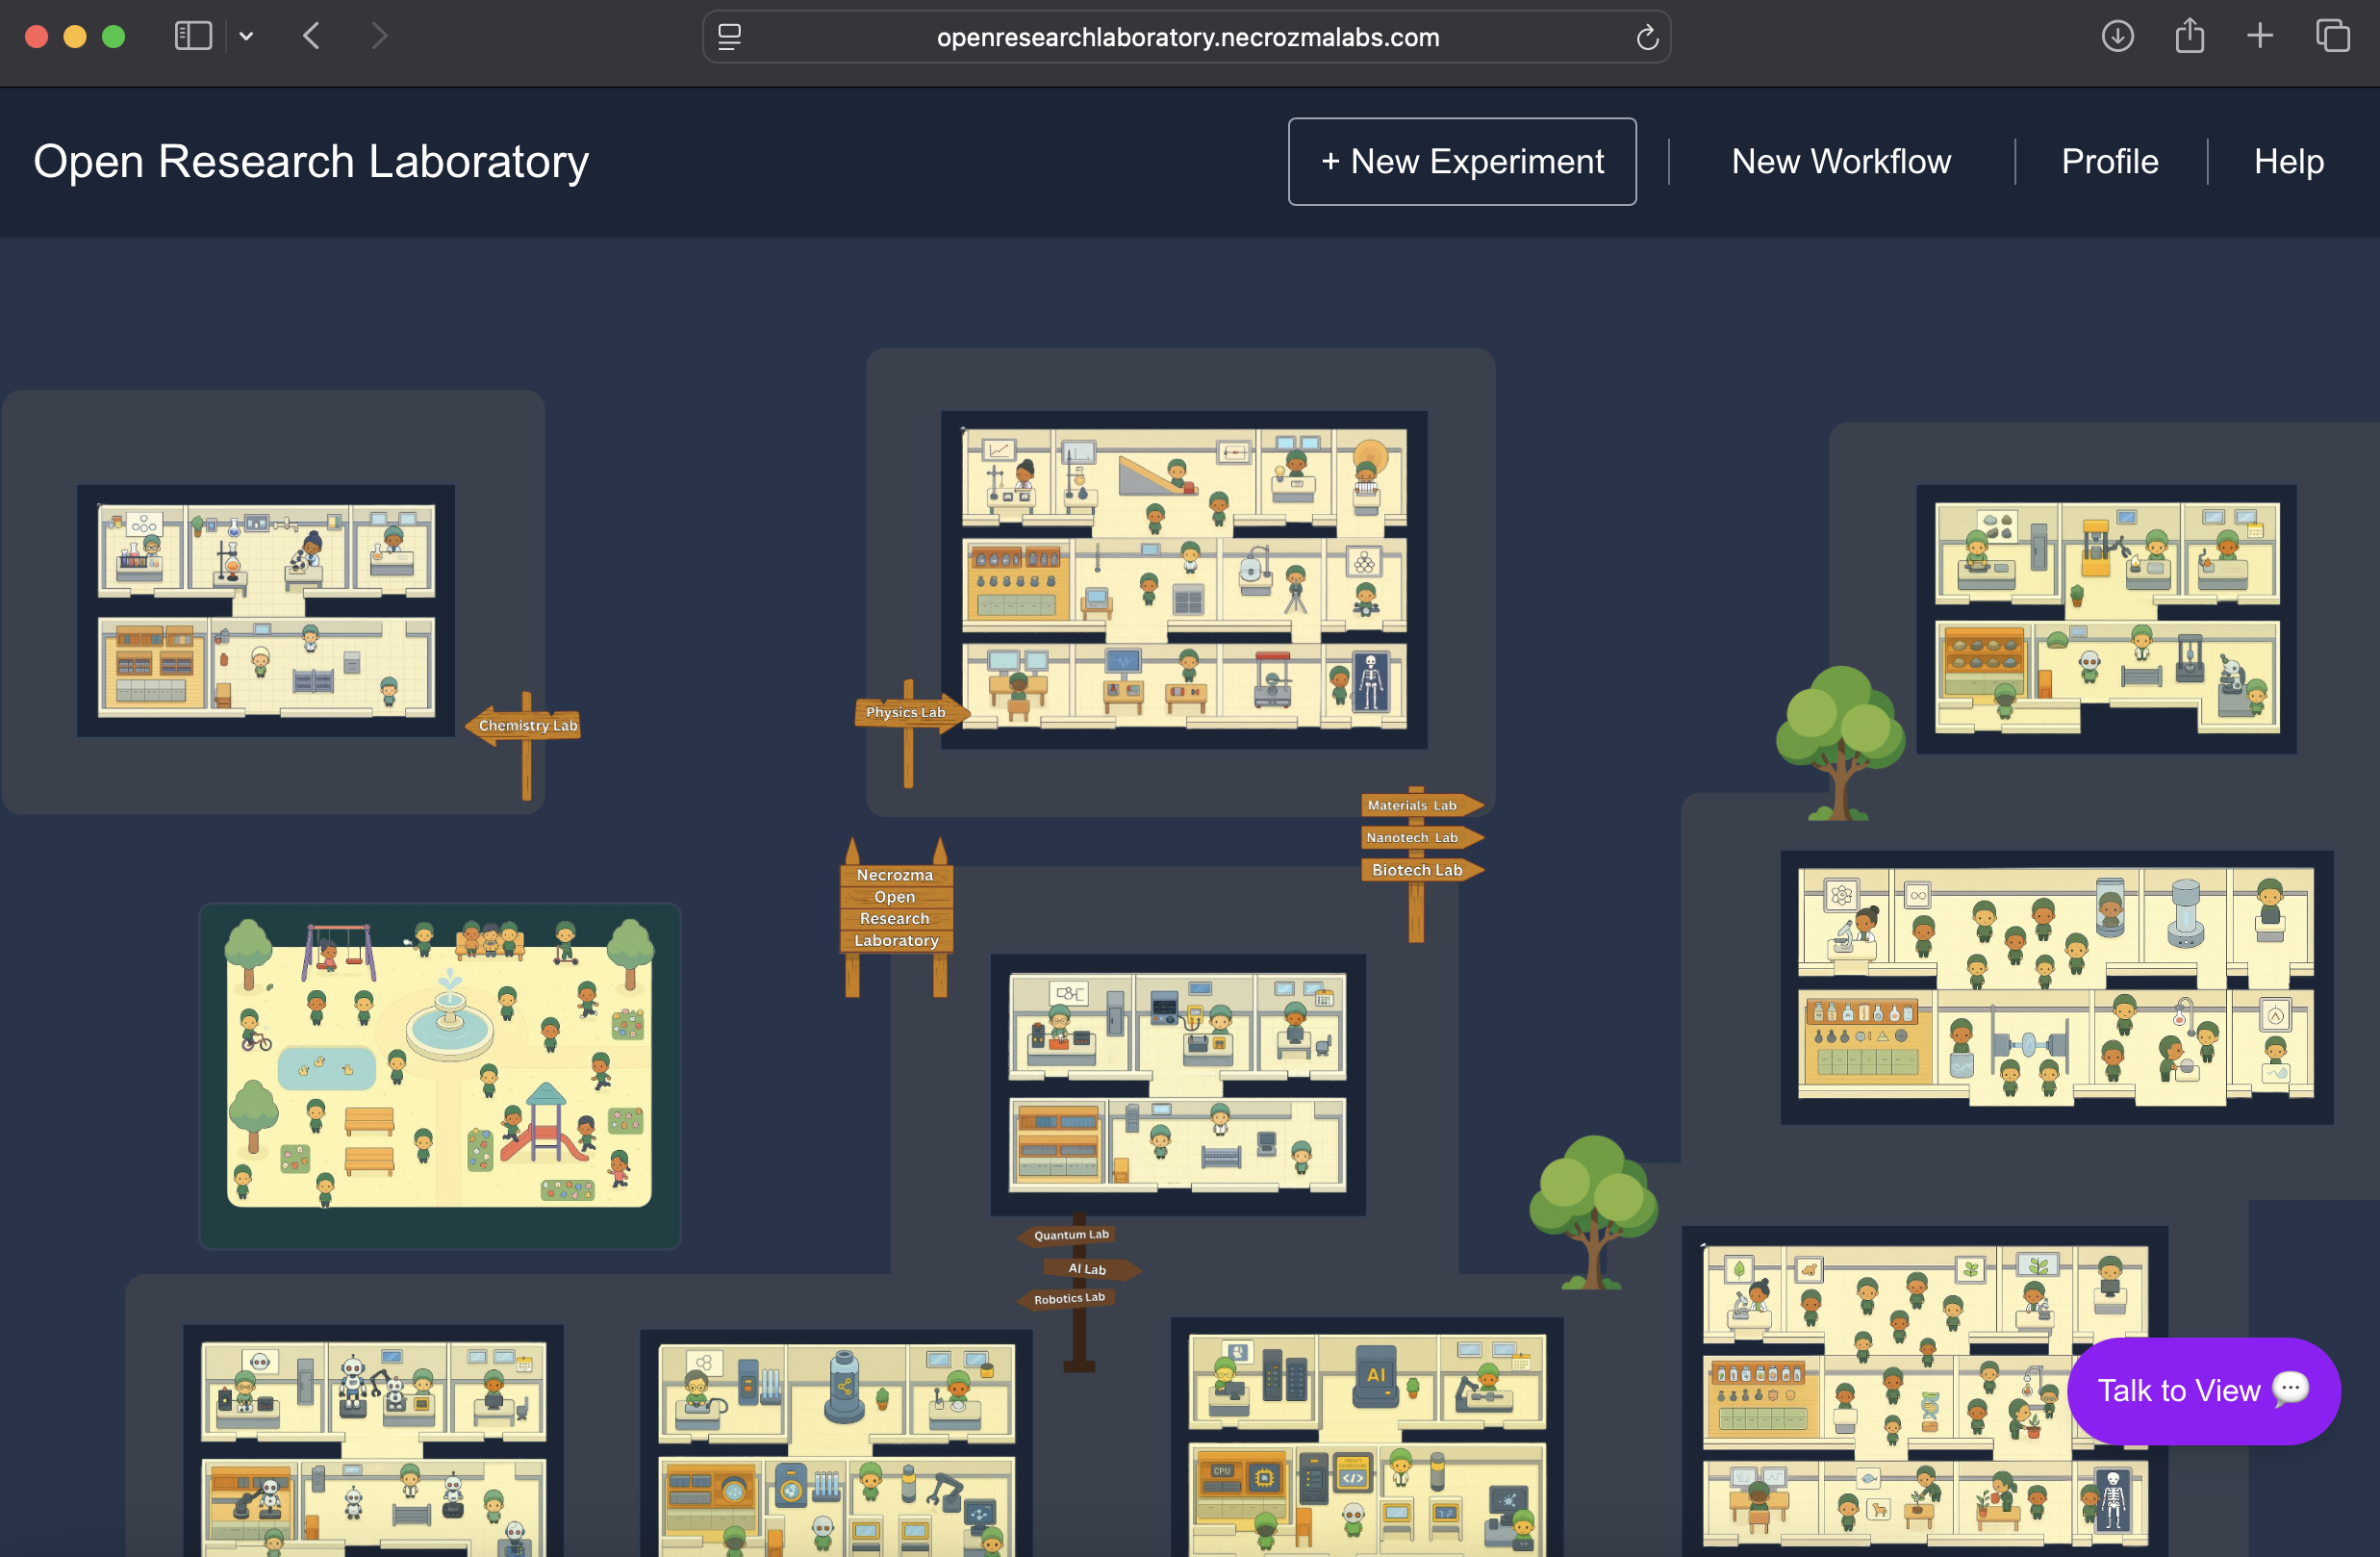 openresearchlaboratory.necrozmalabs.com
Open Research Laboratory
+ New Experiment
New Workflow
Profile
Help
Chemistry Lab
Physics Lab
Materials Lab
Nanotech Lab
Biotech Lab
Necrozma
Open
Research
Laboratory
Quantum Lab
AI Lab
Robotics Lab
AI
CPU
</>
Talk to View